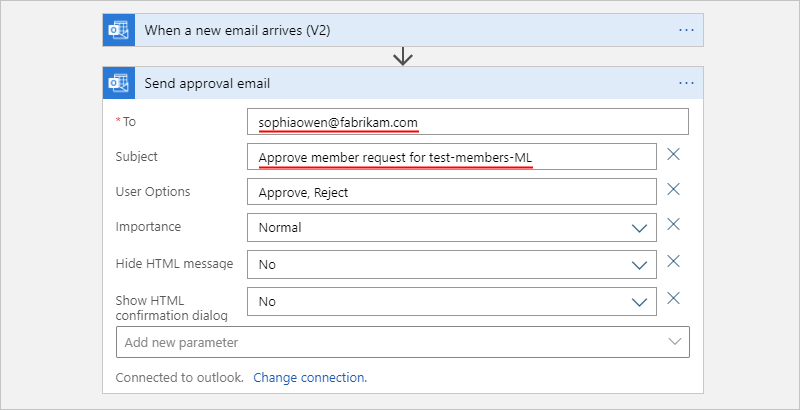 When a new email arrives (V2)
Send approval email
* To
sophiaowen@fabrikam.com
Subject
Approve member request for test-members-ML
User Options
Approve, Reject
Importance
Normal
Hide HTML message
No
Show HTML
confirmation dialog
No
Add new parameter
Connected to outlook. Change connection.